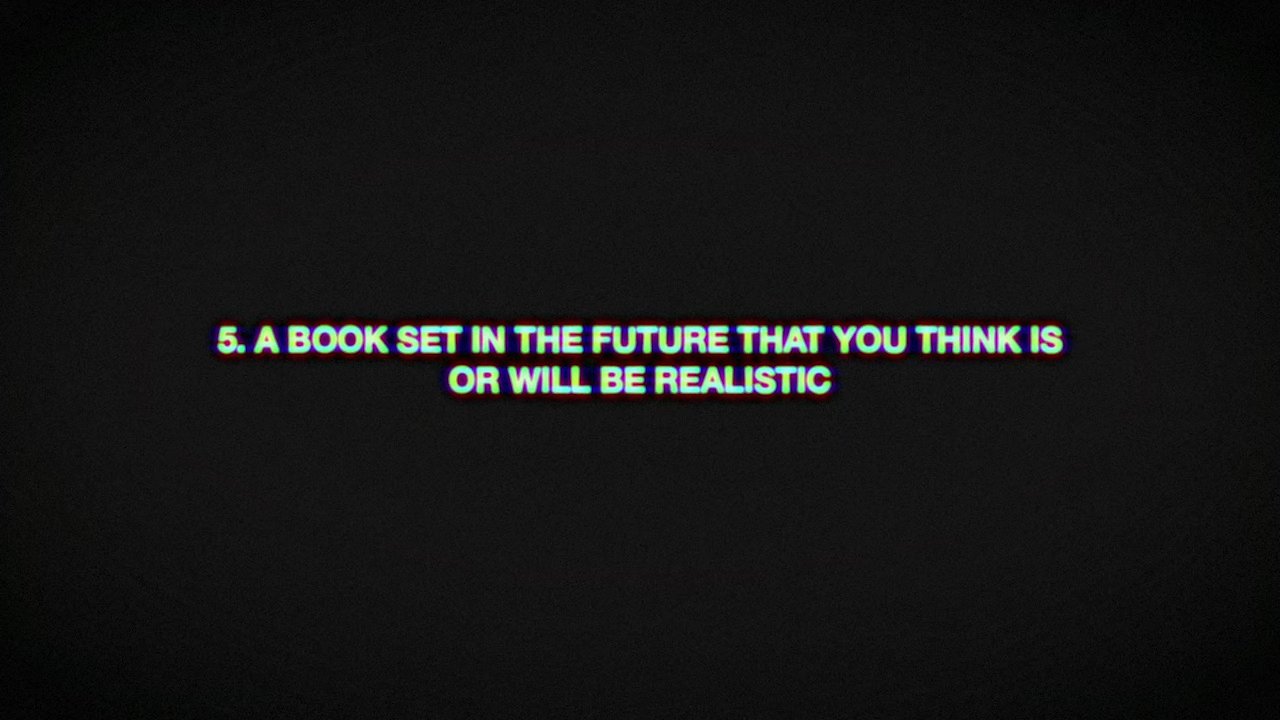 5. A BOOK SET IN THE FUTURE THAT YOU THINK IS
OR WILL BE REALISTIC